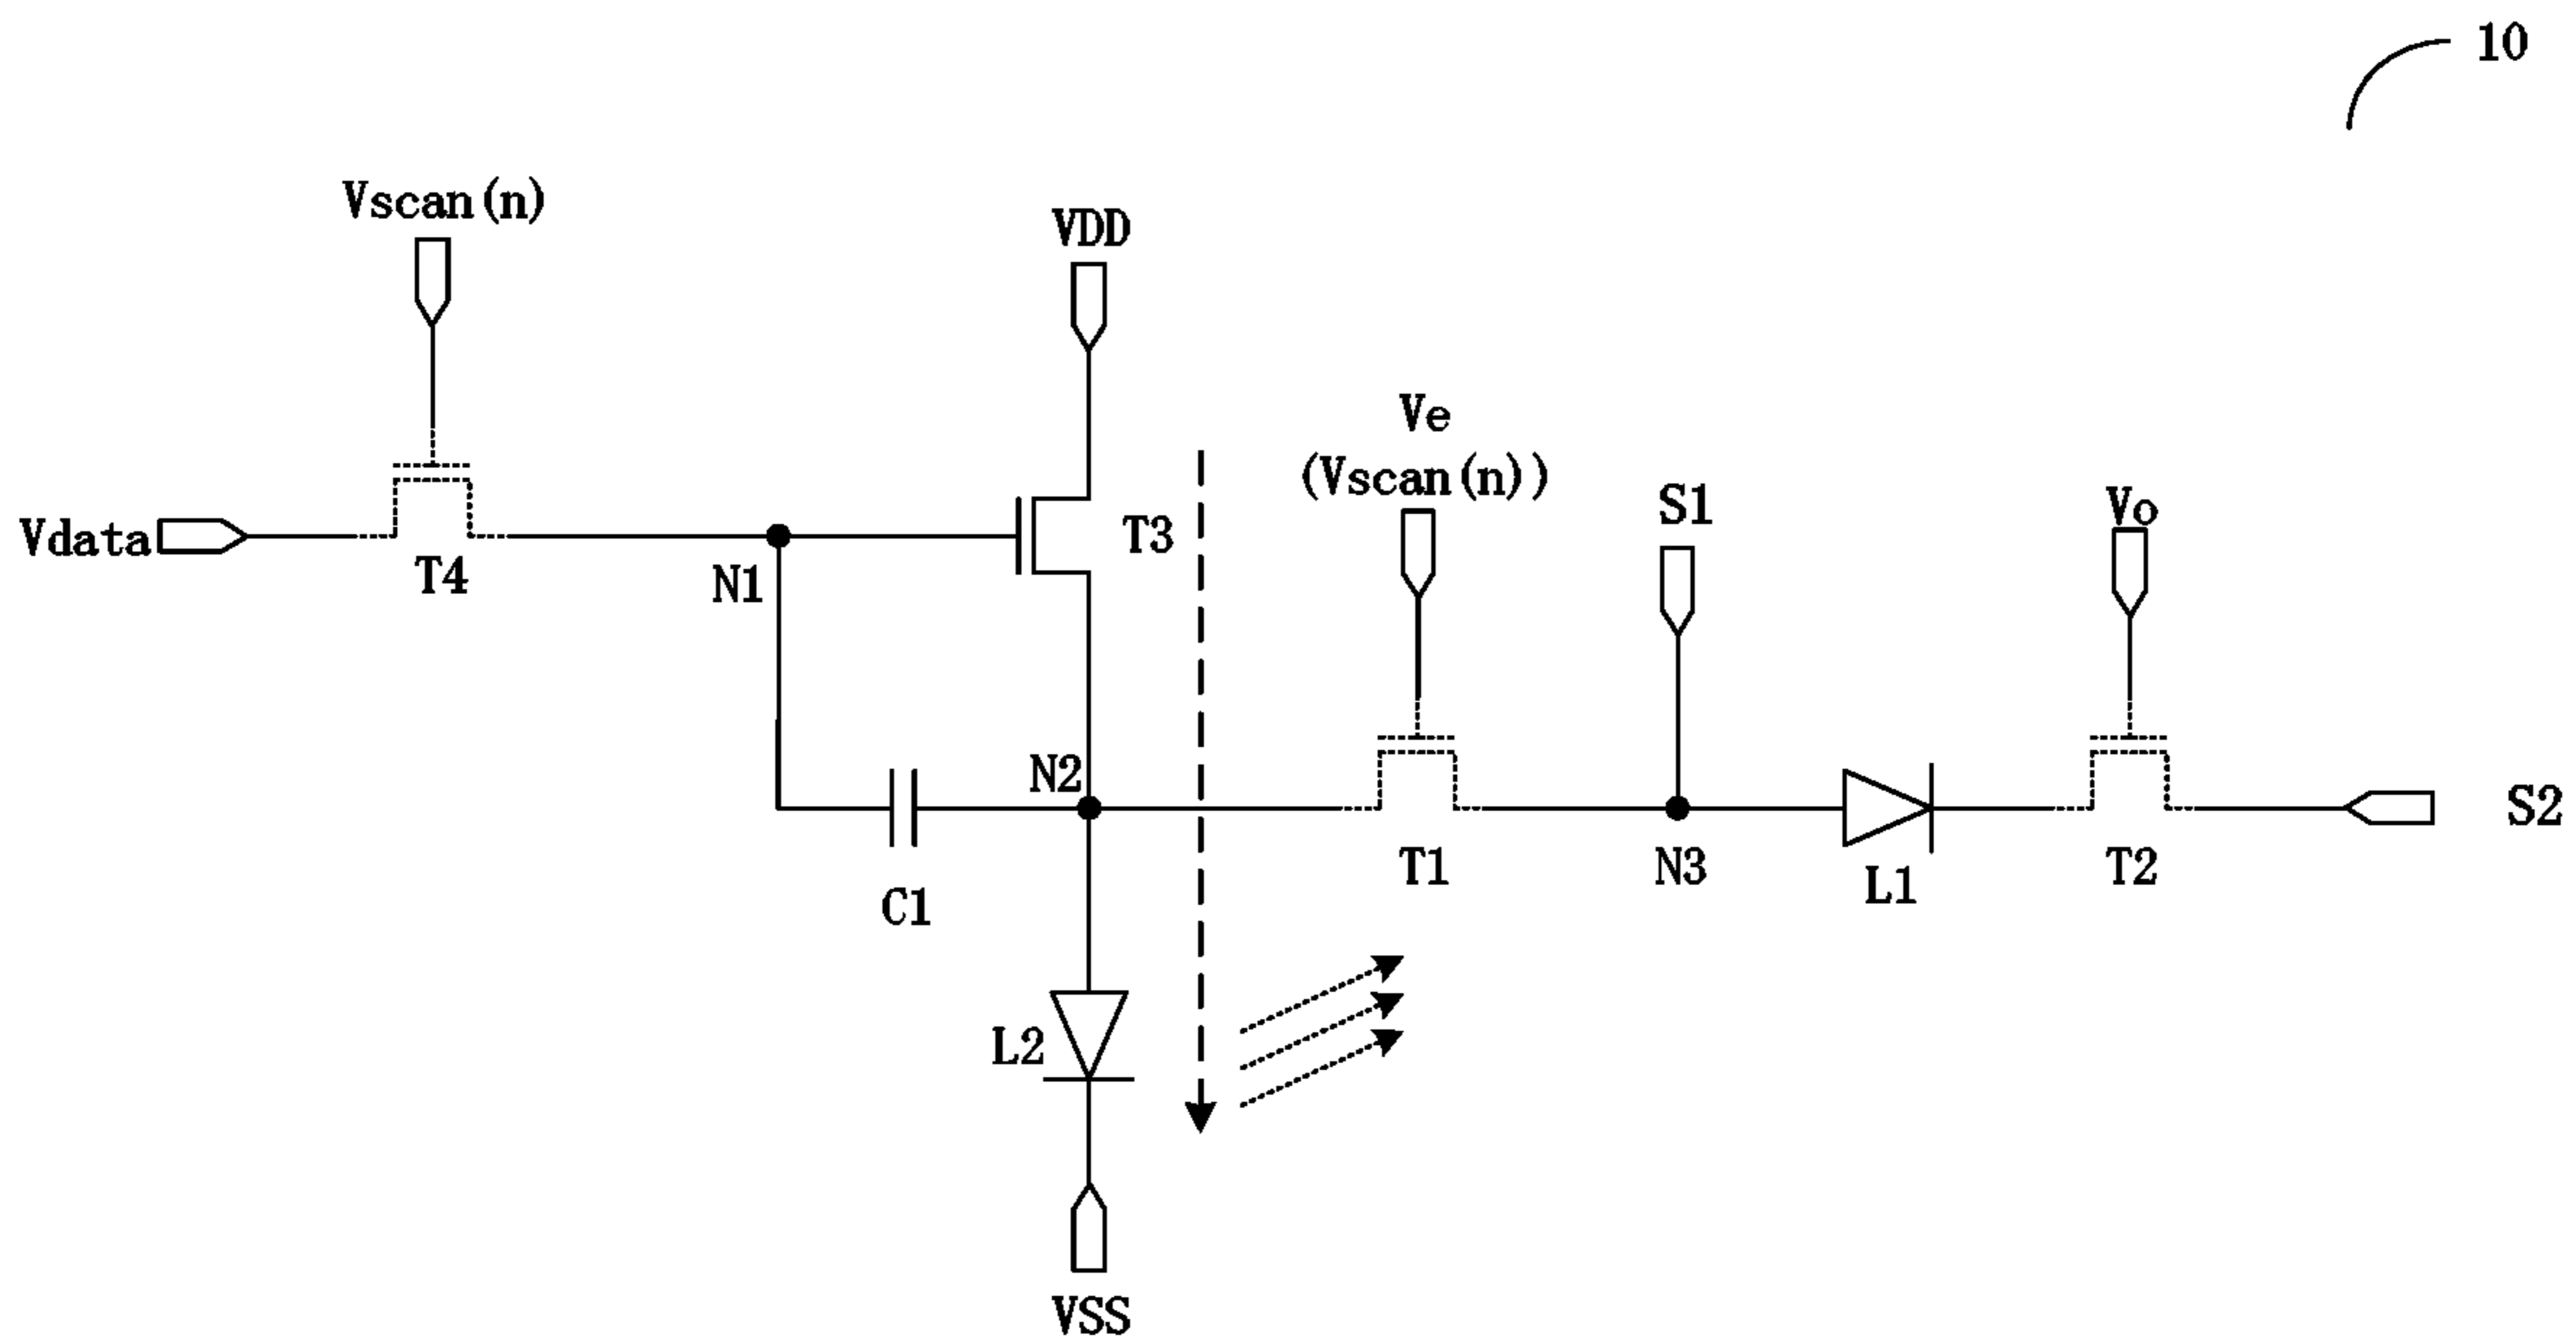 10
Vscan(n)
VDD
Ve
(Vscan(n))
S1
Vo
Vdata
T4
N1
T3
N2
C1
T1
N3
L1
T2
S2
L2
VSS